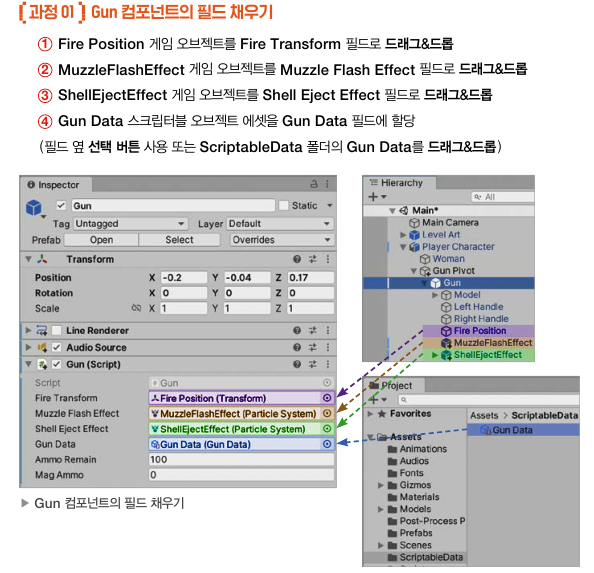 [과정 01] Gun 컴포넌트의 필드 채우기
① Fire Position 게임 오브젝트를 Fire Transform 필드로 드래그&드롭
② MuzzleFlashEffect 게임 오브젝트를 Muzzle Flash Effect 필드로 드래그&드롭
③ ShellEjectEffect 게임 오브젝트를 Shell Eject Effect 필드로 드래그&드롭
④ Gun Data 스크립터블 오브젝트 에셋을 Gun Data 필드에 할당
(필드 옆 선택 버튼 사용 또는 ScriptableData 폴더의 Gun Data를 드래그&드롭)
Inspector
Gun Static
Tag Untagged Layer Default
Prefab Open Select Overrides
Transform
Position X -0.2 Y -0.04 Z 0.17
Rotation X 0 Y 0 Z 0
Scale X 1 Y 1 Z 1
Line Renderer
Audio Source
Gun (Script)
Script Gun
Fire Transform Fire Position (Transform)
Muzzle Flash Effect MuzzleFlashEffect (Particle System)
Shell Eject Effect ShellEjectEffect (Particle System)
Gun Data Gun Data (Gun Data)
Ammo Remain 100
Mag Ammo 0
▶ Gun 컴포넌트의 필드 채우기
Hierarchy
+ All
Main*
Main Camera
Level Art
Player Character
Woman
Gun Pivot
Gun
Model
Left Handle
Right Handle
Fire Position
MuzzleFlashEffect
ShellEjectEffect
Project
+
Favorites
Assets
Animations
Audios
Fonts
Gizmos
Materials
Models
Post-Process P
Prefabs
Scenes
ScriptableData
Assets > ScriptableData
Gun Data